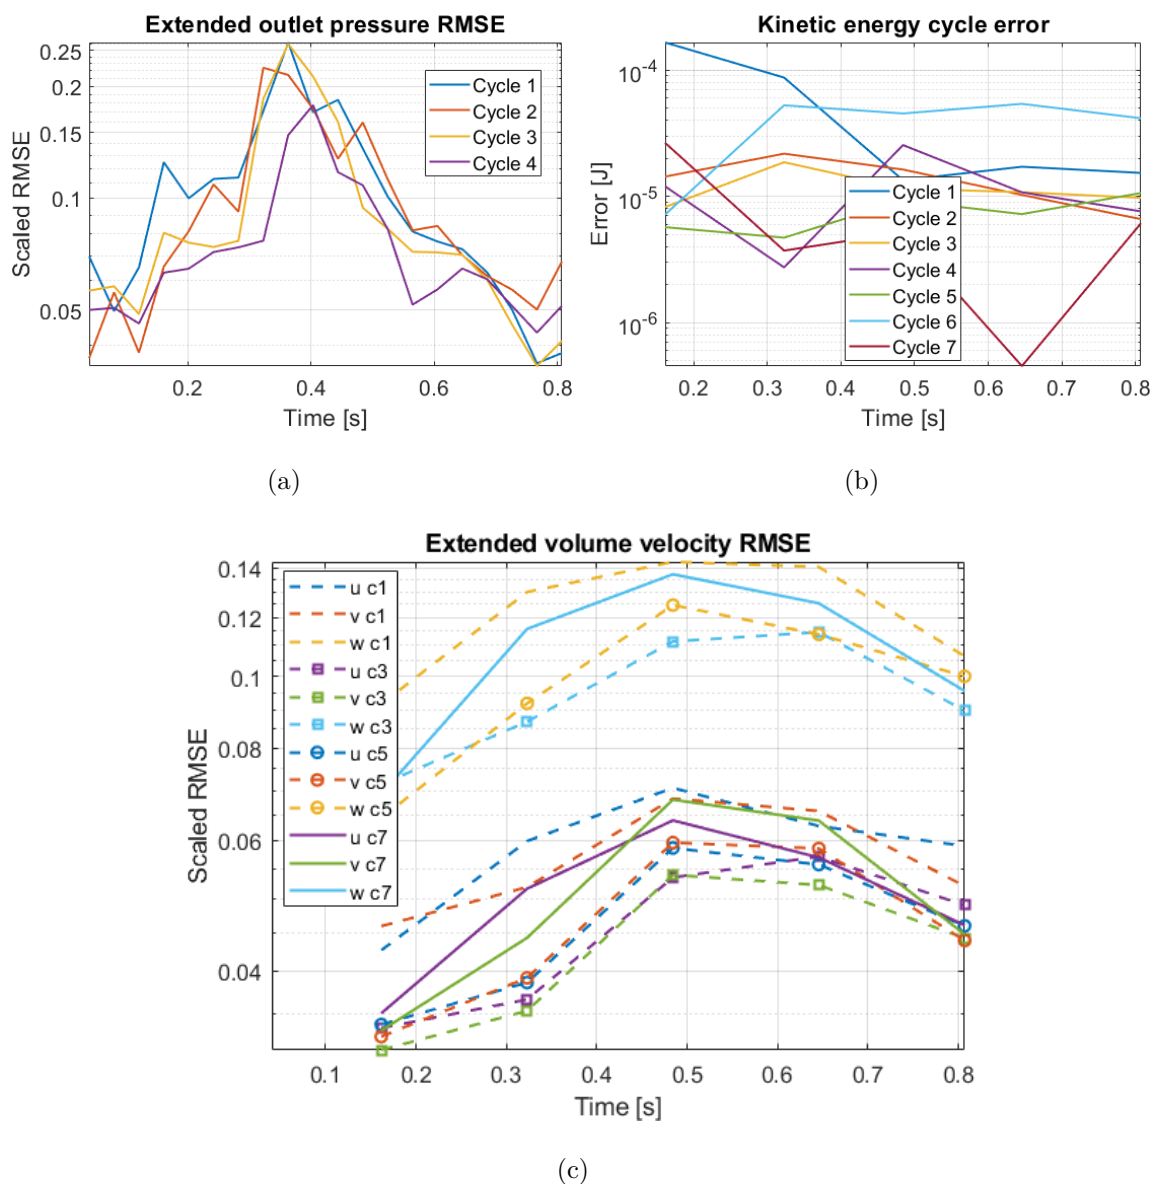 Extended outlet pressure RMSE
Scaled RMSE
0.25
0.2
0.15
0.1
0.05
0.2
0.4
0.6
0.8
Time [s]
Cycle 1
Cycle 2
Cycle 3
Cycle 4
(a)
Kinetic energy cycle error
Error [J]
10-4
10-5
10-6
0.2
0.3
0.4
0.5
0.6
0.7
0.8
Time [s]
Cycle 1
Cycle 2
Cycle 3
Cycle 4
Cycle 5
Cycle 6
Cycle 7
(b)
Extended volume velocity RMSE
Scaled RMSE
0.14
0.12
0.1
0.08
0.06
0.04
0.1
0.2
0.3
0.4
0.5
0.6
0.7
0.8
Time [s]
u c1
v c1
w c1
u c3
v c3
w c3
u c5
v c5
w c5
u c7
v c7
w c7
(c)